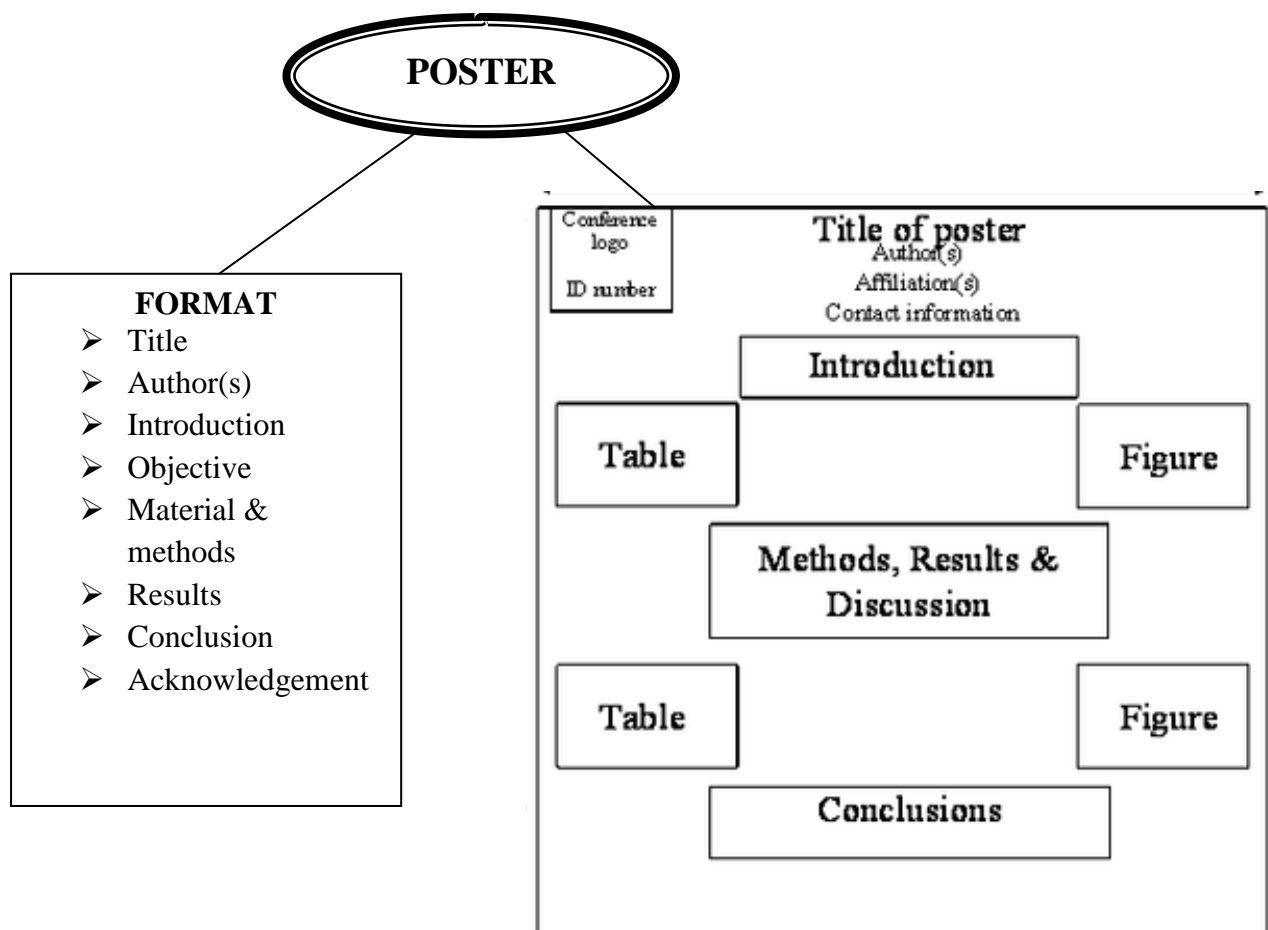 POSTER
FORMAT
Title
Author(s)
Introduction
Objective
Material &
methods
Results
Conclusion
Acknowledgement
Conference
logo
ID number
Title of poster
Author(s)
Affiliation(s)
Contact information
Introduction
Table
Figure
Methods, Results &
Discussion
Table
Figure
Conclusions